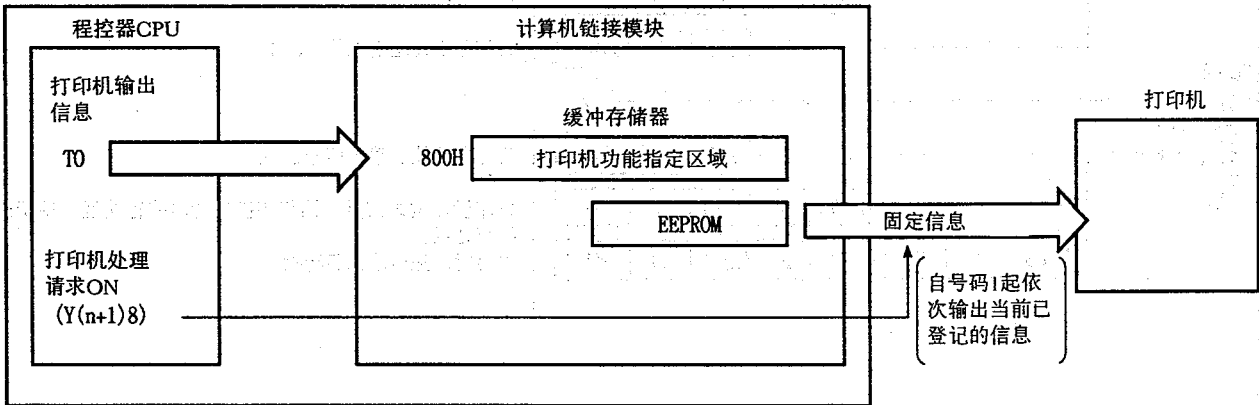 程控器CPU
计算机链接模块
打印机输出
信息
TO
缓冲存储器
800H
打印机功能指定区域
EEPROM
打印机
固定信息
打印机处理
请求ON
(Y(n+1)8)
自号码1起依
次输出当前已
登记的信息